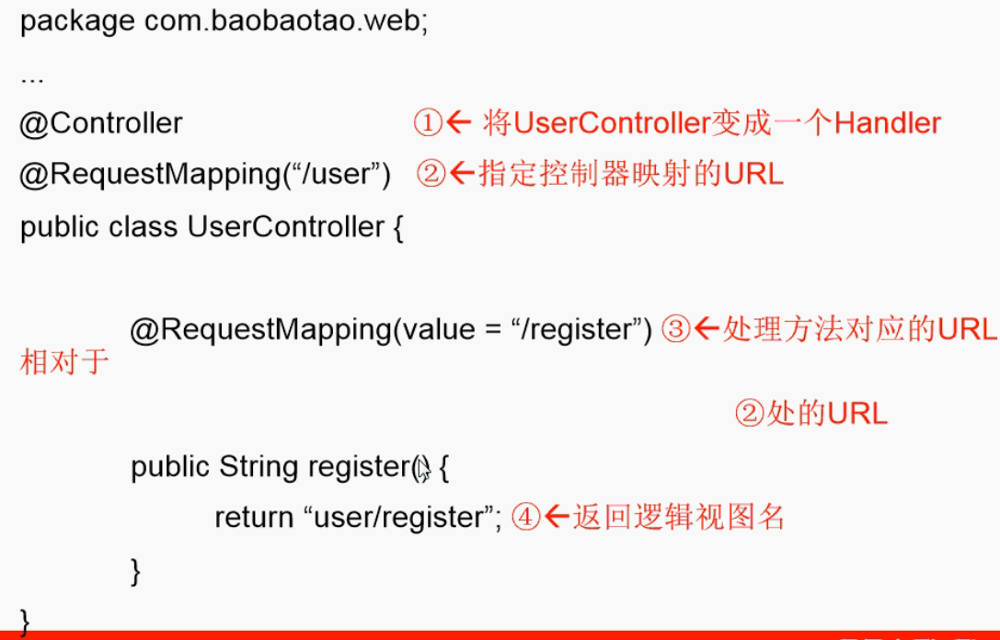 package com.baobaotao.web;
...
@Controller ①← 将UserController变成一个Handler
@RequestMapping(“/user”) ②←指定控制器映射的URL
public class UserController {
@RequestMapping(value = “/register”) ③←处理方法对应的URL
相对于
②处的URL
public String register() {
return “user/register”; ④←返回逻辑视图名
}
}